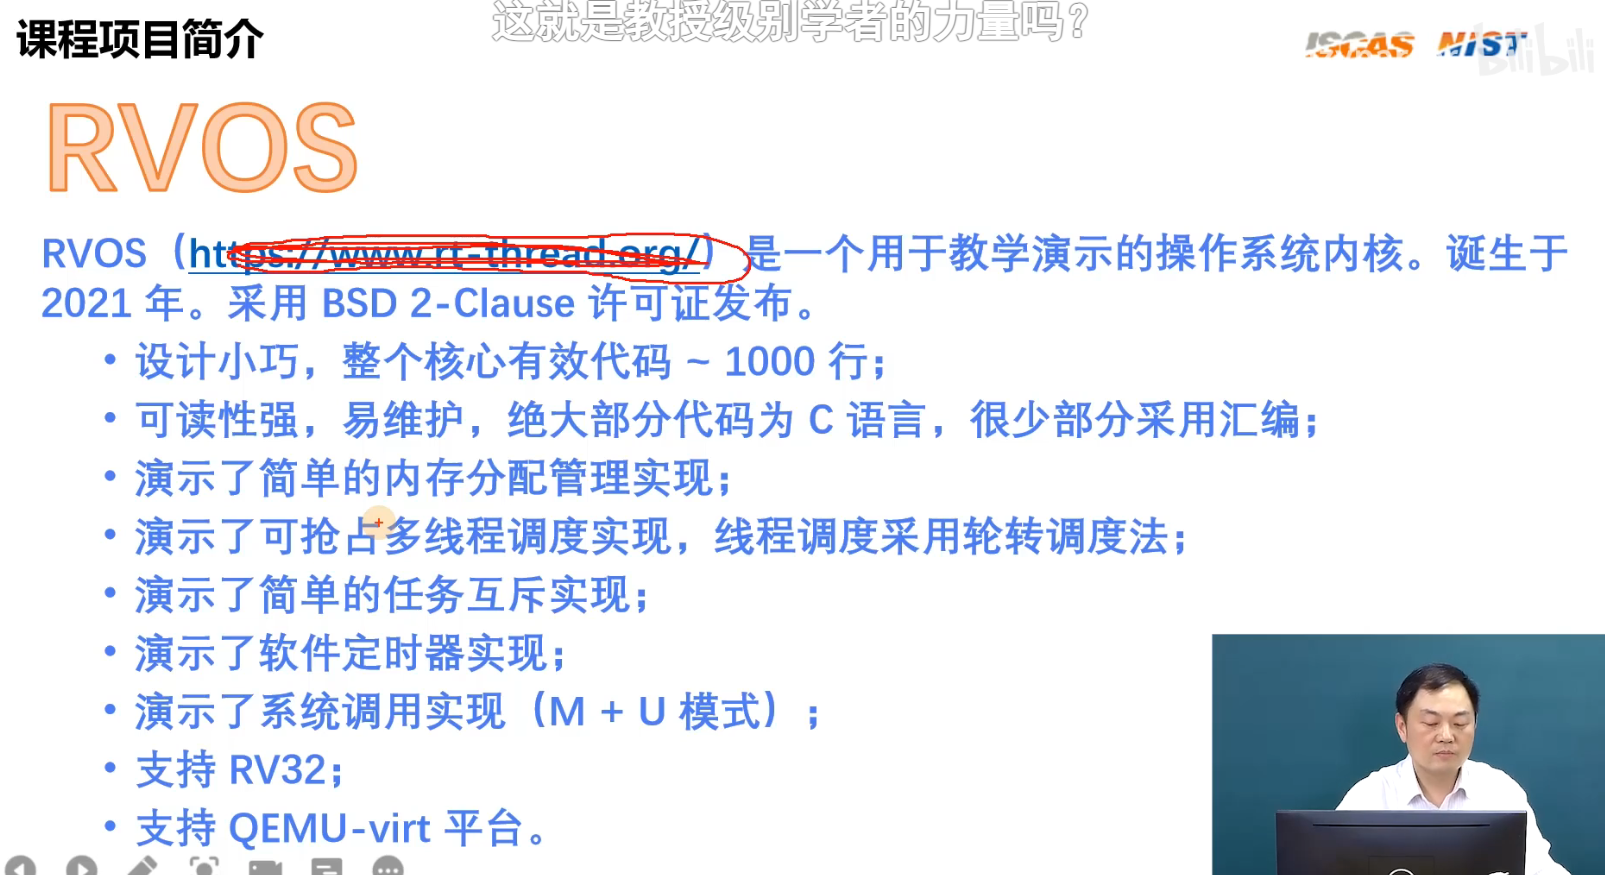 这就是教授级别学者的力量吗？
课程项目简介
ISCAS NIST
bilibili
RVOS
RVOS（https://www.rt-thread.org/）是一个用于教学演示的操作系统内核。诞生于
2021 年。采用 BSD 2-Clause 许可证发布。
• 设计小巧，整个核心有效代码 ~ 1000 行；
• 可读性强，易维护，绝大部分代码为 C 语言，很少部分采用汇编；
• 演示了简单的内存分配管理实现；
• 演示了可抢占多线程调度实现，线程调度采用轮转调度法；
• 演示了简单的任务互斥实现；
• 演示了软件定时器实现；
• 演示了系统调用实现（M + U 模式）；
• 支持 RV32；
• 支持 QEMU-virt 平台。